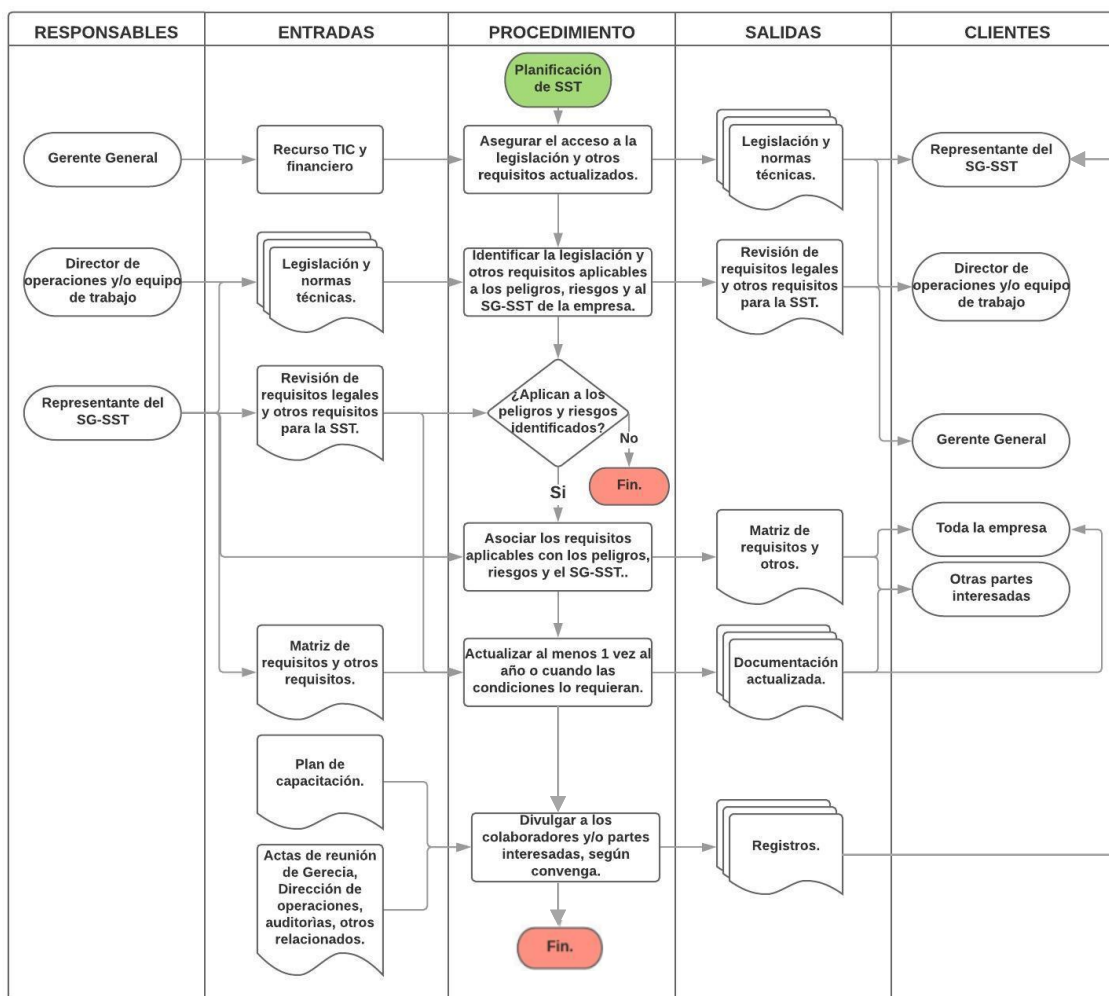 RESPONSABLES
ENTRADAS
PROCEDIMIENTO
SALIDAS
CLIENTES
Planificación
de SST
Gerente General
Recurso TIC y
financiero
Asegurar el acceso a la
legislación y otros
requisitos actualizados.
Legislación y
normas
técnicas.
Representante del
SG-SST
Director de
operaciones y/o equipo
de trabajo
Legislación y
normas
técnicas.
Identificar la legislación y
otros requisitos aplicables
a los peligros, riesgos y al
SG-SST de la empresa.
Revisión de
requisitos legales
y otros requisitos
para la SST.
Director de
operaciones y/o equipo
de trabajo
Representante del
SG-SST
Revisión de
requisitos legales
y otros requisitos
para la SST.
¿Aplican a los
peligros y riesgos
identificados?
No
Fin.
Si
Gerente General
Asociar los requisitos
aplicables con los peligros,
riesgos y el SG-SST..
Matriz de
requisitos y
otros.
Toda la empresa
Otras partes
interesadas
Matriz de
requisitos y otros
requisitos.
Actualizar al menos 1 vez al
año o cuando las
condiciones lo requieran.
Documentación
actualizada.
Plan de
capacitación.
Actas de reunión
de Gerecia,
Dirección de
operaciones,
auditorìas, otros
relacionados.
Divulgar a los
colaboradores y/o partes
interesadas, según
convenga.
Registros.
Fin.